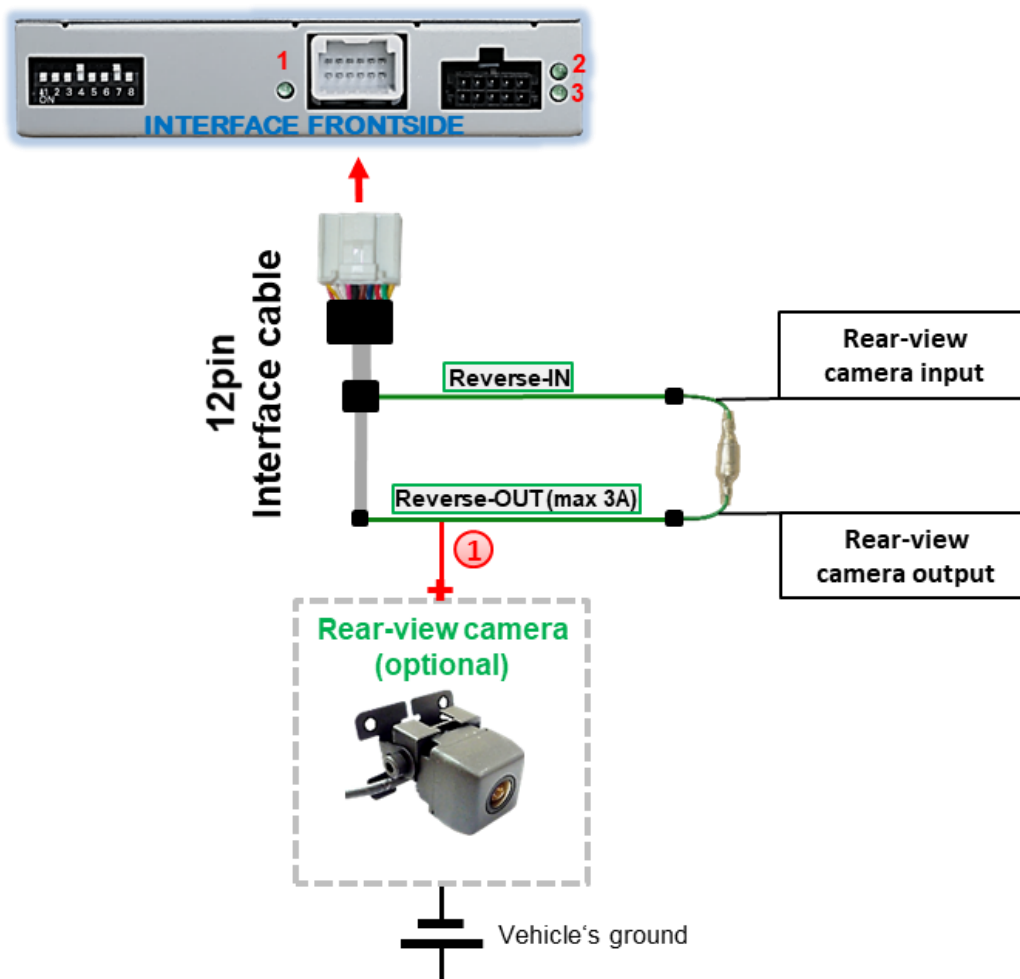 1
2
3
1 2 3 4 5 6 7 8
ON
INTERFACE FRONTSIDE
12pin
Interface cable
Reverse-IN
Rear-view
camera input
Reverse-OUT (max 3A)
Rear-view
camera output
1
+
Rear-view camera
(optional)
Vehicle‘s ground